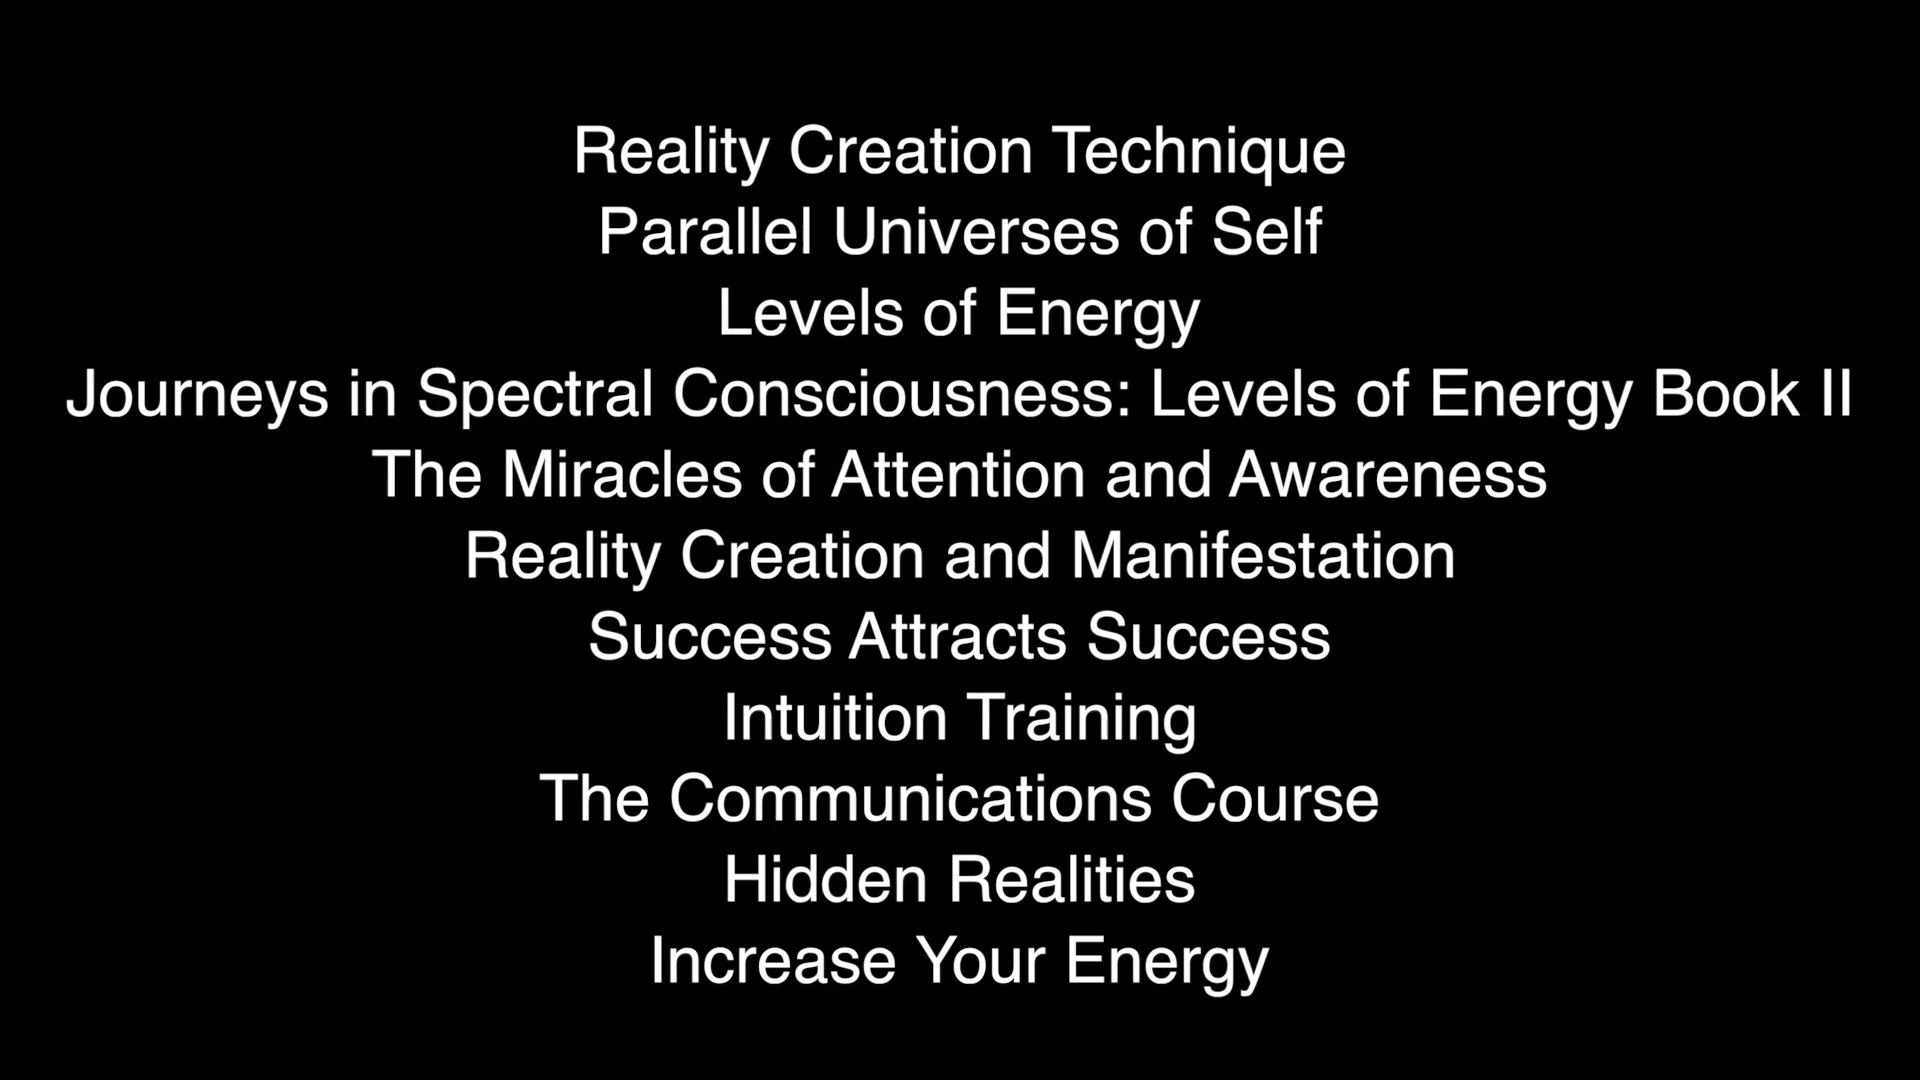 Reality Creation Technique
Parallel Universes of Self
Levels of Energy
Journeys in Spectral Consciousness: Levels of Energy Book II
The Miracles of Attention and Awareness
Reality Creation and Manifestation
Success Attracts Success
Intuition Training
The Communications Course
Hidden Realities
Increase Your Energy